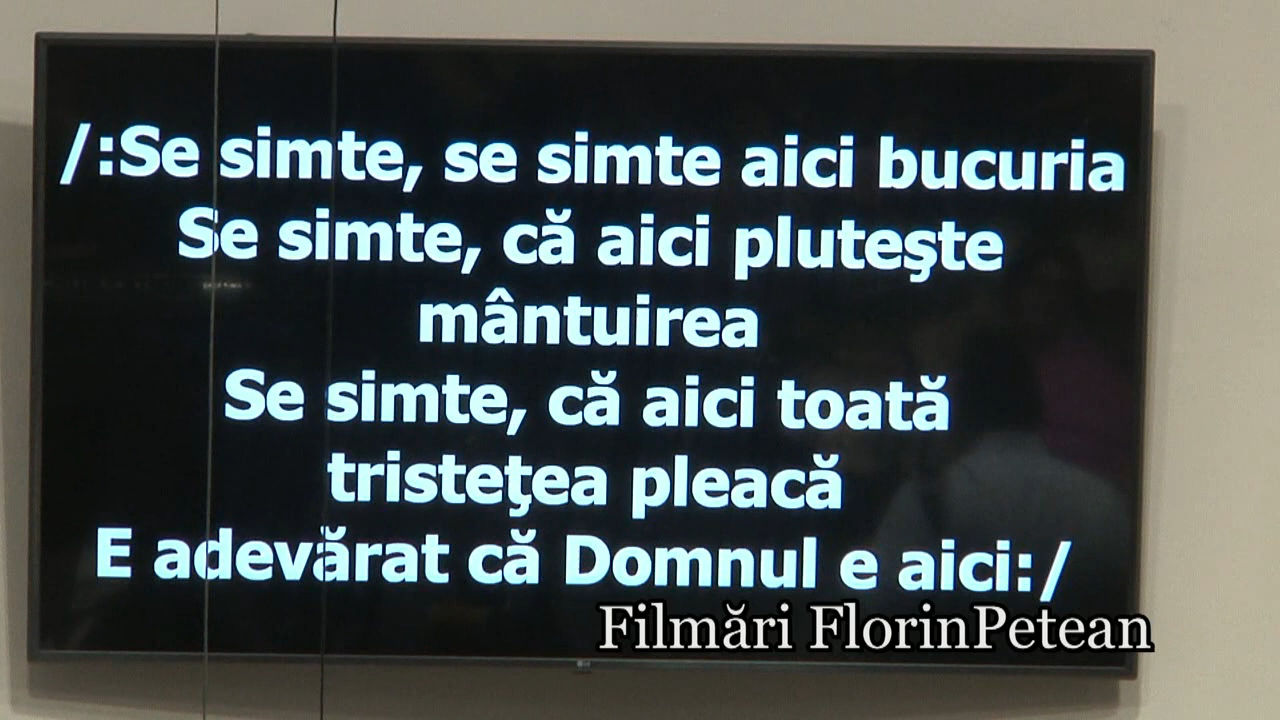 /:Se simte, se simte aici bucuria
Se simte, că aici pluteşte
mântuirea
Se simte, că aici toată
tristeţea pleacă
E adevărat că Domnul e aici:/
Filmări FlorinPetean
LG